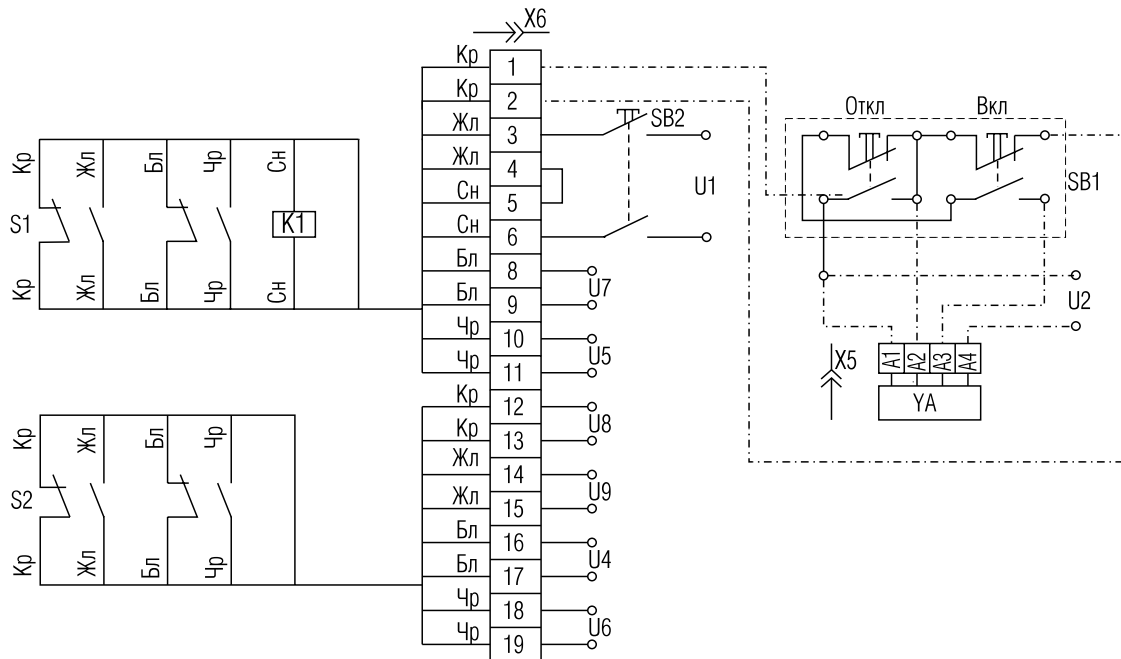 X6
Кр
1
Кр
2
Жл
3
SB2
Жл
4
Сн
5
U1
Сн
6
Бл
8
U7
Бл
9
Чр
10
U5
Чр
11
Кр
12
U8
Кр
13
Жл
14
U9
Жл
15
Бл
16
U4
Бл
17
Чр
18
U6
Чр
19
Кр
Жл
Бл
Чр
Сн
S1
К1
Кр
Жл
Бл
Чр
Сн
Кр
Жл
Бл
Чр
S2
Кр
Жл
Бл
Чр
Откл
Вкл
SB1
U2
X5
A1
A2
A3
A4
YA